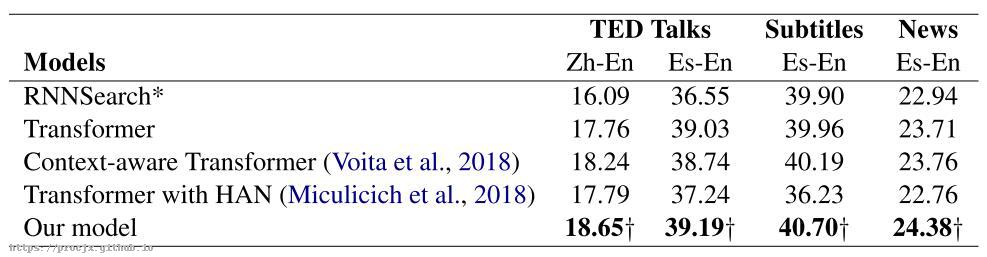 TED Talks Subtitles News
Models Zh-En Es-En Es-En Es-En
RNNSearch* 16.09 36.55 39.90 22.94
Transformer 17.76 39.03 39.96 23.71
Context-aware Transformer (Voita et al., 2018) 18.24 38.74 40.19 23.76
Transformer with HAN (Miculicich et al., 2018) 17.79 37.24 36.23 22.76
Our model 18.65† 39.19† 40.70† 24.38†